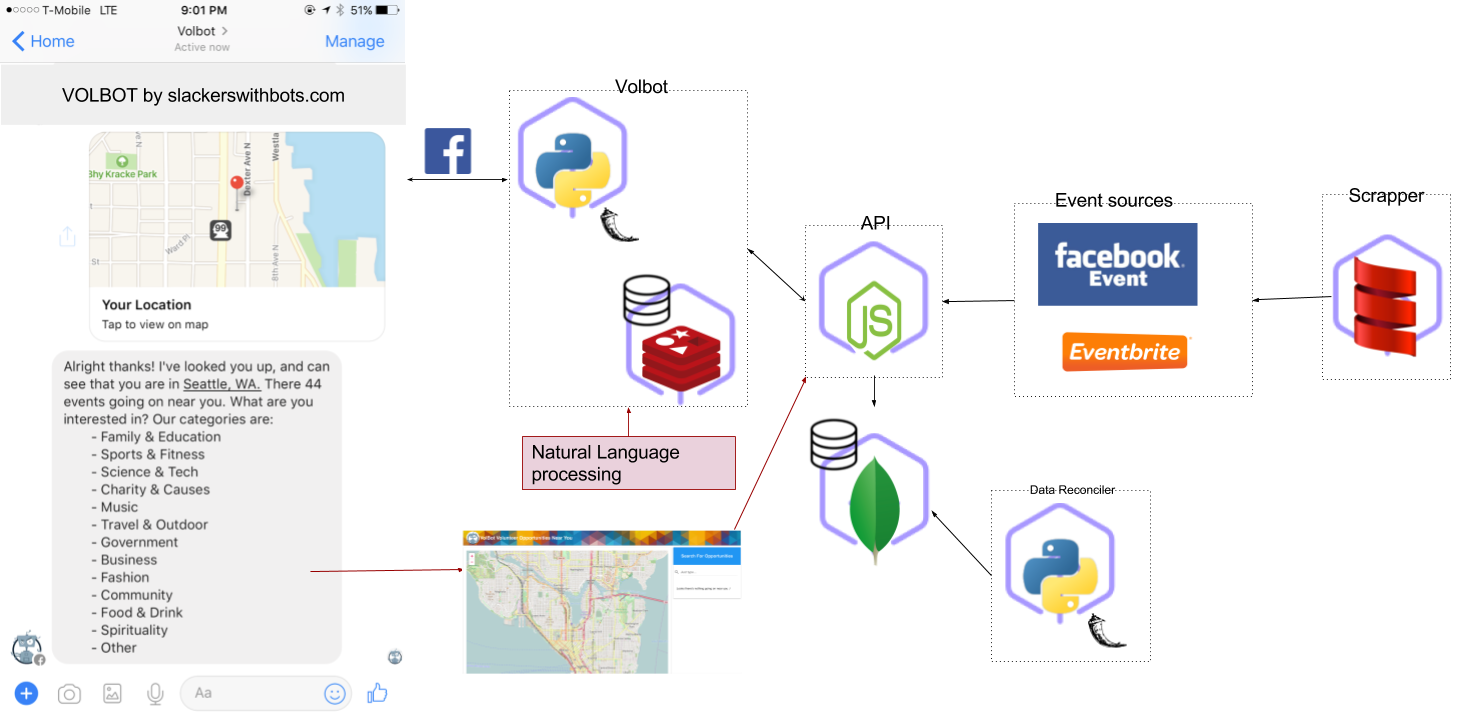 T-Mobile LTE 9:01 PM 51%
Home Volbot > Manage
Active now
VOLBOT by slackerswithbots.com
Bhy Kracke Park
Dexter Ave N
Westla
N
99
Ward Pl
St
8th Ave N
Your Location
Tap to view on map
Alright thanks! I've looked you up, and can
see that you are in Seattle, WA. There 44
events going on near you. What are you
interested in? Our categories are:
- Family & Education
- Sports & Fitness
- Science & Tech
- Charity & Causes
- Music
- Travel & Outdoor
- Government
- Business
- Fashion
- Community
- Food & Drink
- Spirituality
- Other
Aa
f
Volbot
Natural Language
processing
VolBot Volunteer Opportunities Near You
Search For Opportunities
API
JS
Event sources
facebook
Event
Eventbrite
Scrapper
Data Reconciler